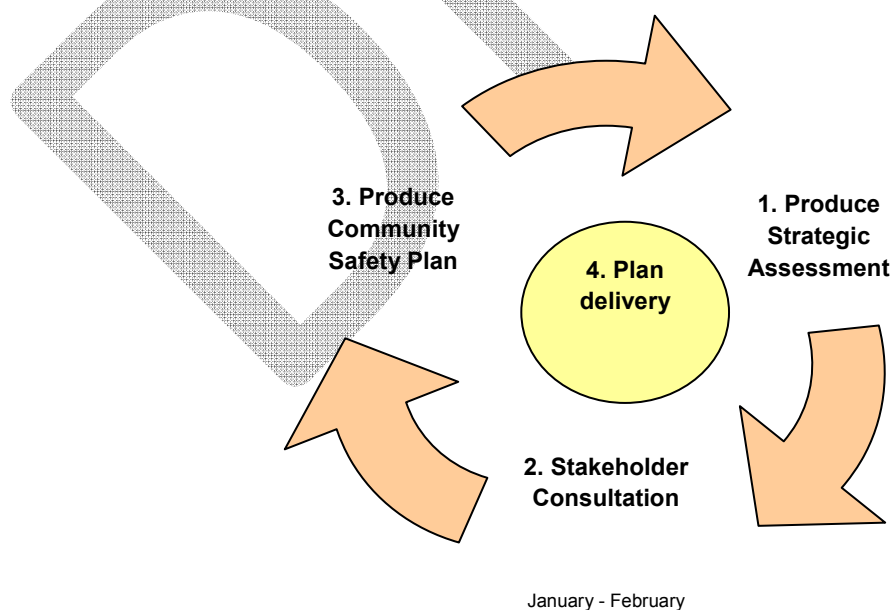 3. Produce
Community
Safety Plan
1. Produce
Strategic
Assessment
4. Plan
delivery
2. Stakeholder
Consultation
January - February